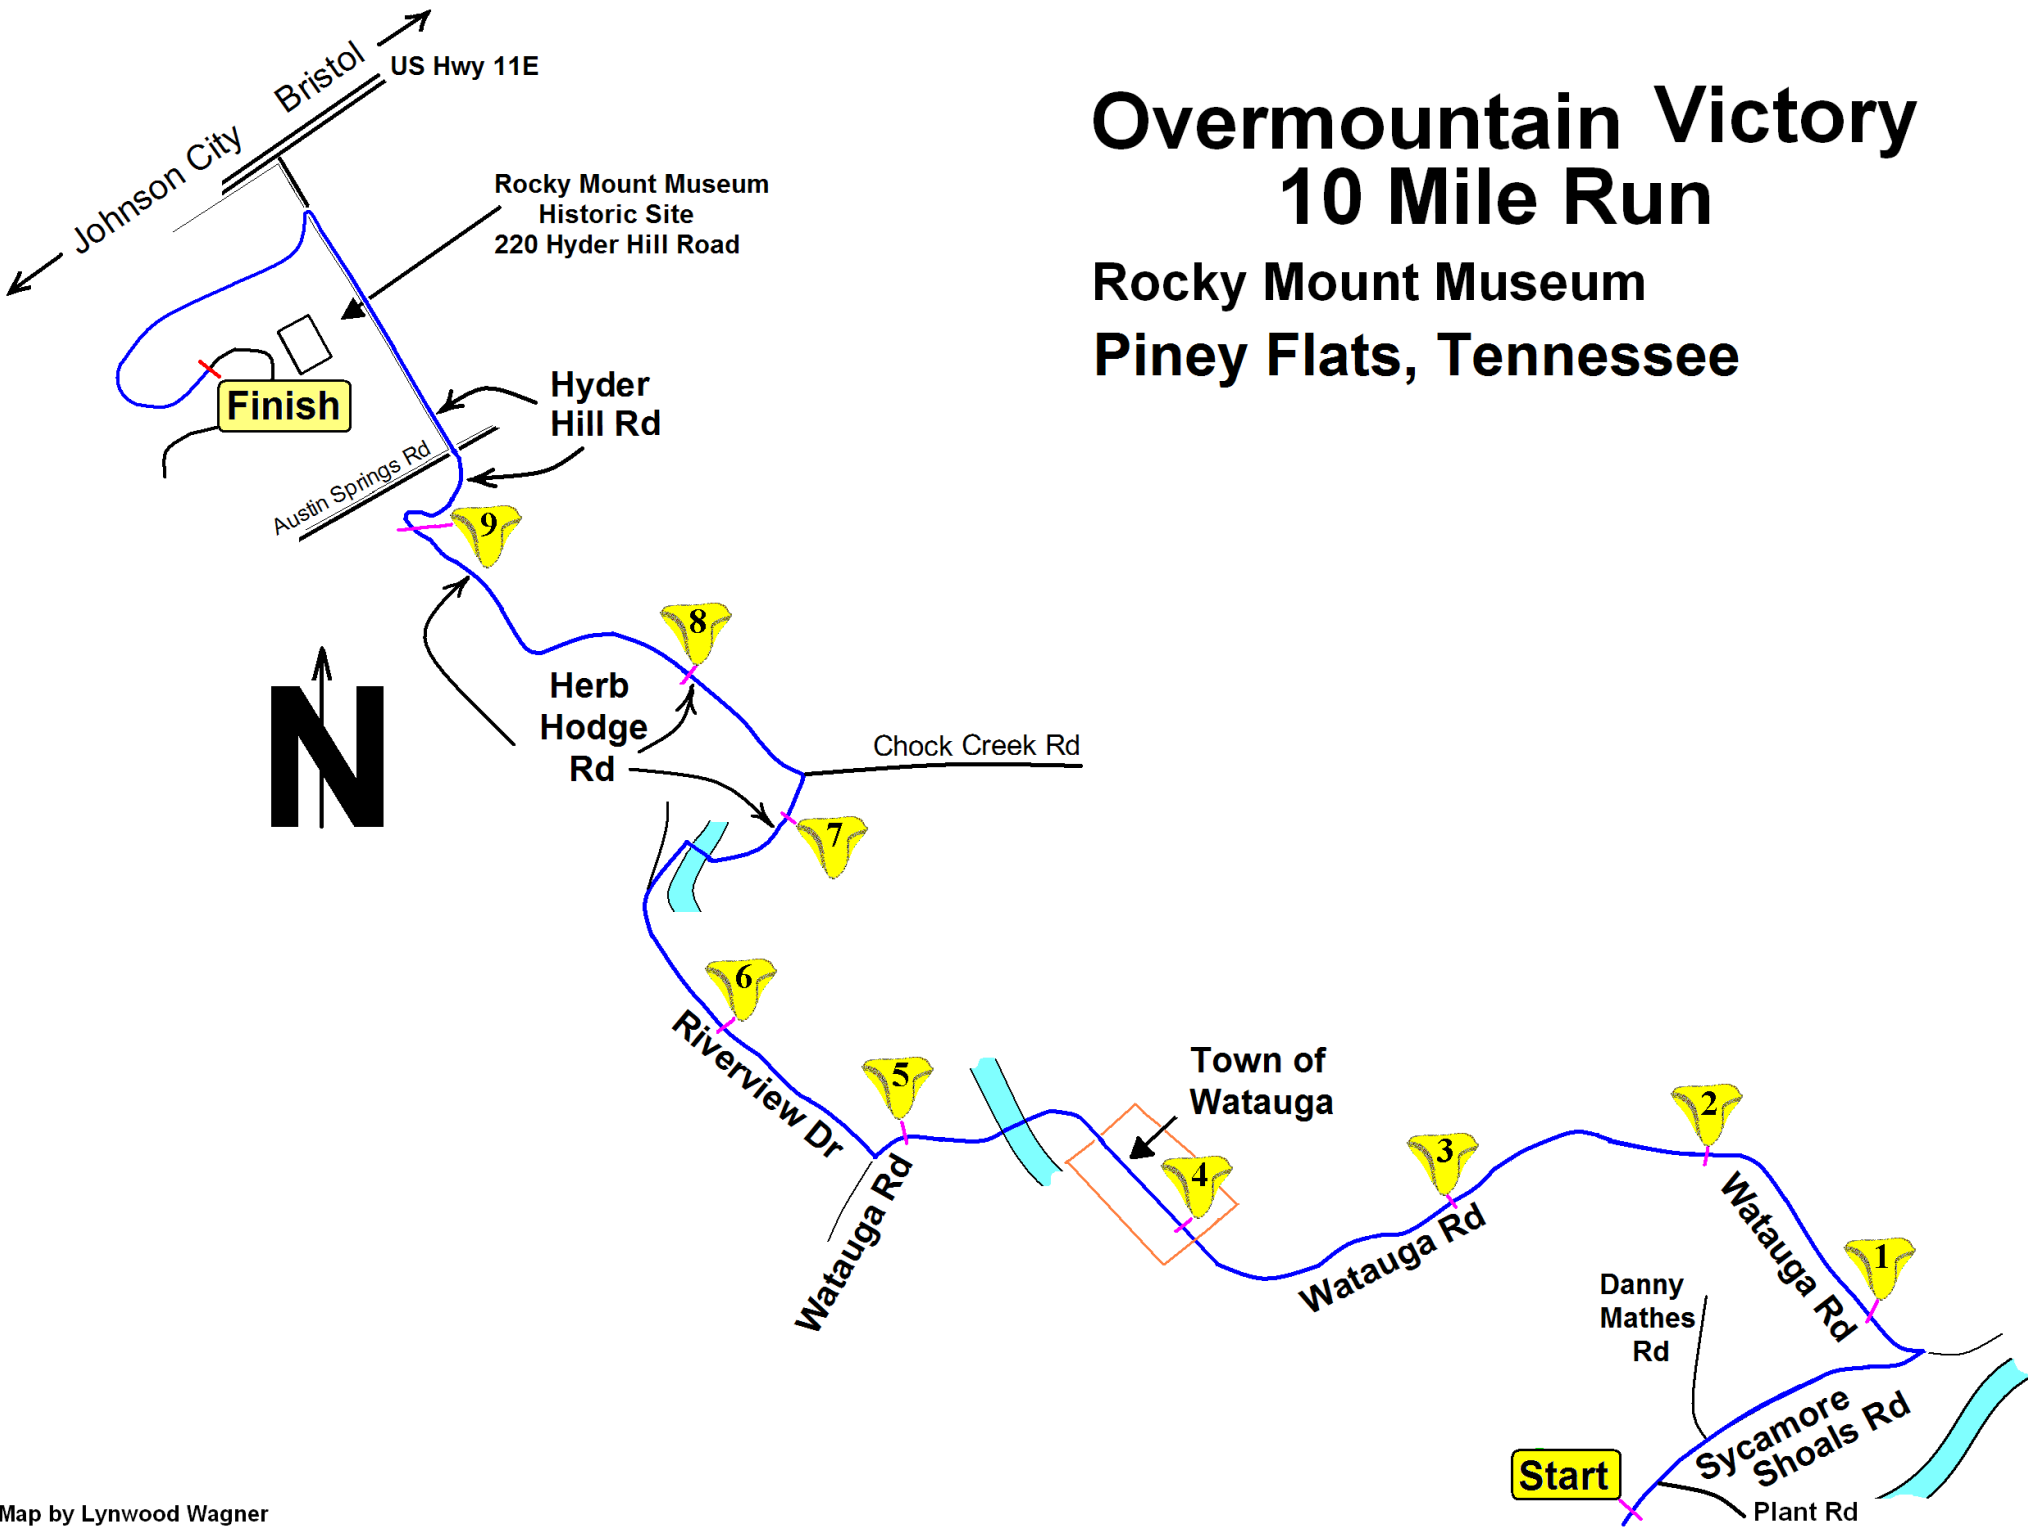 Overmountain Victory
10 Mile Run
Rocky Mount Museum
Piney Flats, Tennessee
Bristol
US Hwy 11E
Johnson City
Rocky Mount Museum
Historic Site
220 Hyder Hill Road
Finish
Hyder
Hill Rd
Austin Springs Rd
9
8
Herb
Hodge
Rd
N
Chock Creek Rd
7
6
Riverview Dr
5
Watauga Rd
Town of
Watauga
4
3
Watauga Rd
2
Watauga Rd
1
Danny
Mathes
Rd
Sycamore
Shoals Rd
Start
Plant Rd
Map by Lynwood Wagner